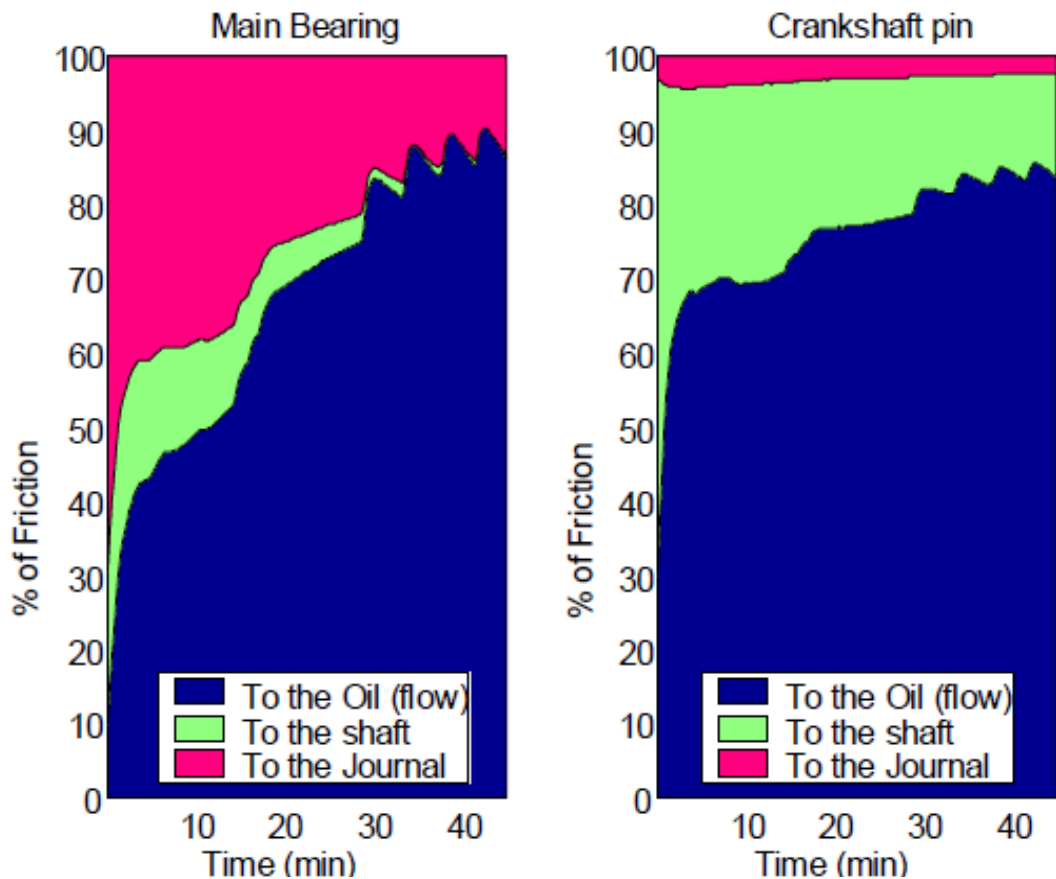 Main Bearing
100
90
80
70
60
50
40
30
20
10
0
% of Friction
To the Oil (flow)
To the shaft
To the Journal
10 20 30 40
Time (min)
Crankshaft pin
100
90
80
70
60
50
40
30
20
10
0
% of Friction
To the Oil (flow)
To the shaft
To the Journal
10 20 30 40
Time (min)